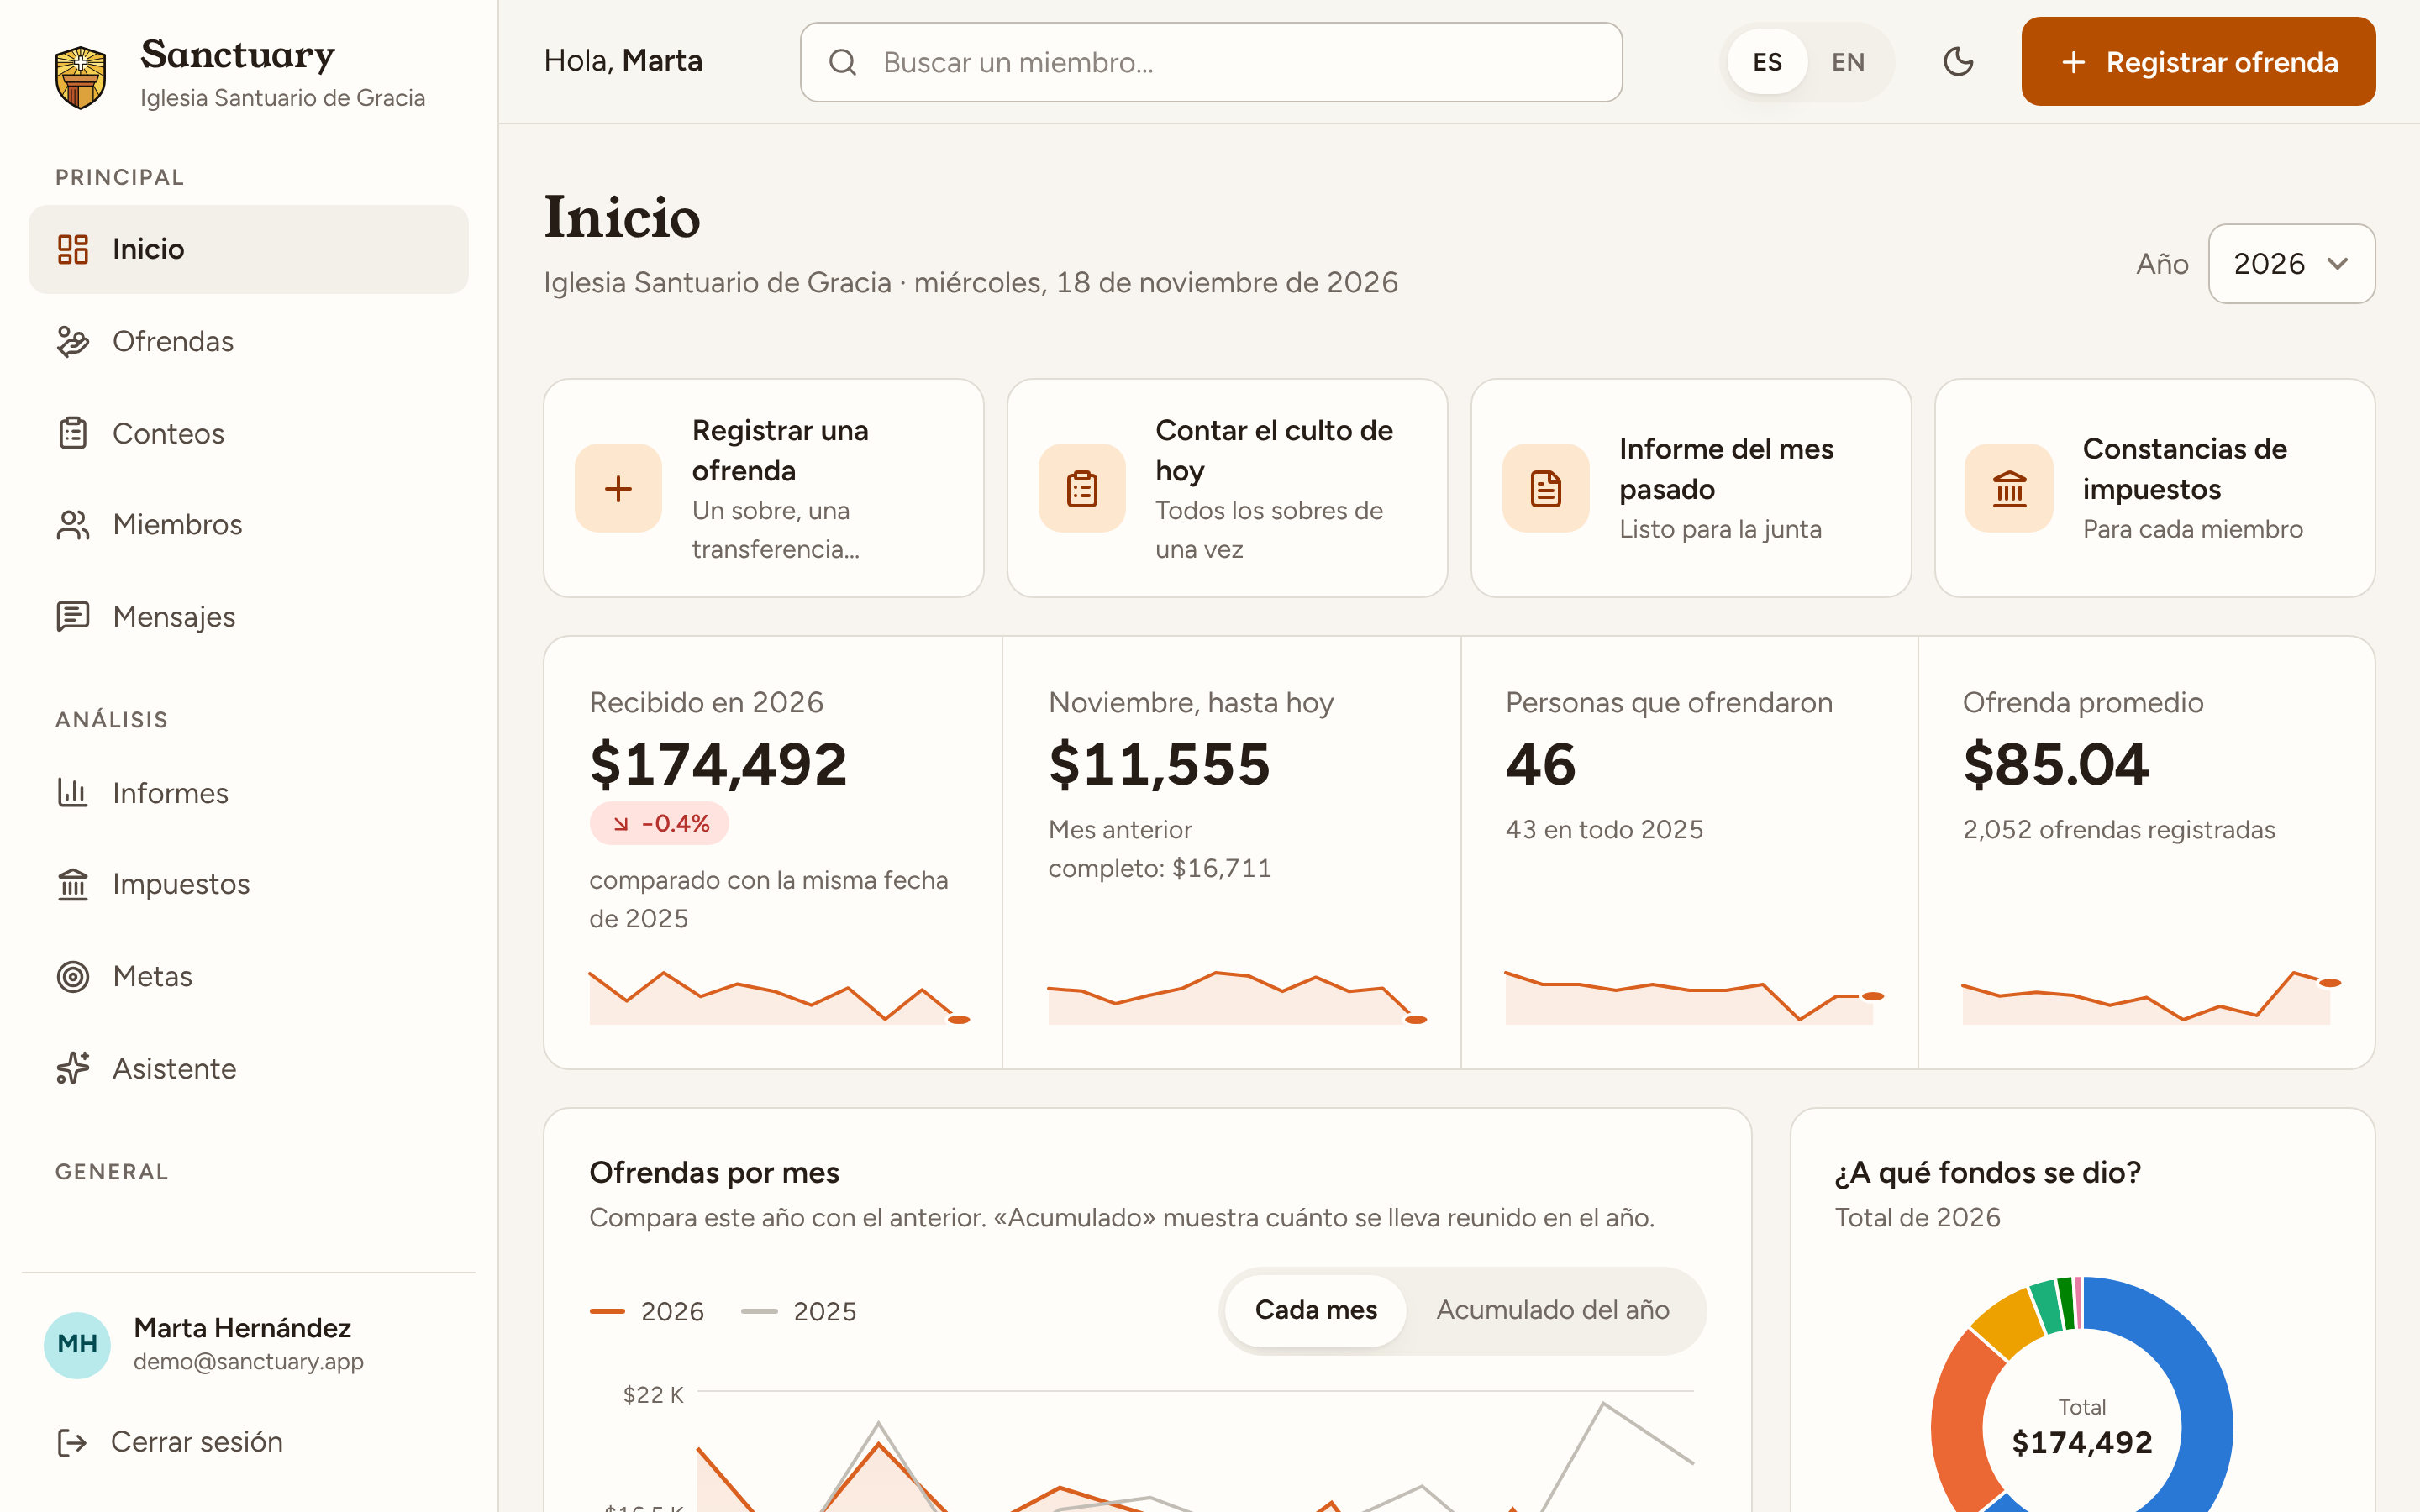 Sanctuary
Iglesia Santuario de Gracia
PRINCIPAL
Inicio
Ofrendas
Conteos
Miembros
Mensajes
ANÁLISIS
Informes
Impuestos
Metas
Asistente
GENERAL
MH
Marta Hernández
demo@sanctuary.app
Cerrar sesión
Hola, Marta
Buscar un miembro...
ES
EN
Registrar ofrenda
Inicio
Iglesia Santuario de Gracia · miércoles, 18 de noviembre de 2026
Año
2026
Registrar una
ofrenda
Un sobre, una
transferencia...
Contar el culto de
hoy
Todos los sobres de
una vez
Informe del mes
pasado
Listo para la junta
Constancias de
impuestos
Para cada miembro
Recibido en 2026
$174,492
-0.4%
comparado con la misma fecha
de 2025
Noviembre, hasta hoy
$11,555
Mes anterior
completo: $16,711
Personas que ofrendaron
46
43 en todo 2025
Ofrenda promedio
$85.04
2,052 ofrendas registradas
Ofrendas por mes
Compara este año con el anterior. «Acumulado» muestra cuánto se lleva reunido en el año.
2026
2025
Cada mes
Acumulado del año
$22 K
¿A qué fondos se dio?
Total de 2026
Total
$174,492